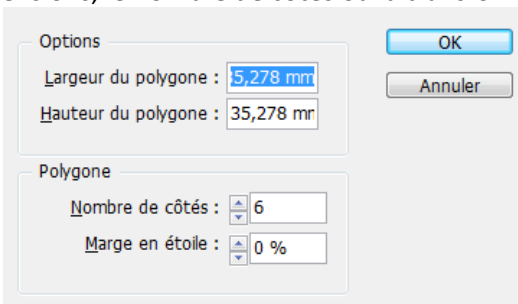 Options
OK
Largeur du polygone : 5,278 mm
Annuler
Hauteur du polygone : 35,278 mm
Polygone
Nombre de côtés : 6
Marge en étoile : 0 %